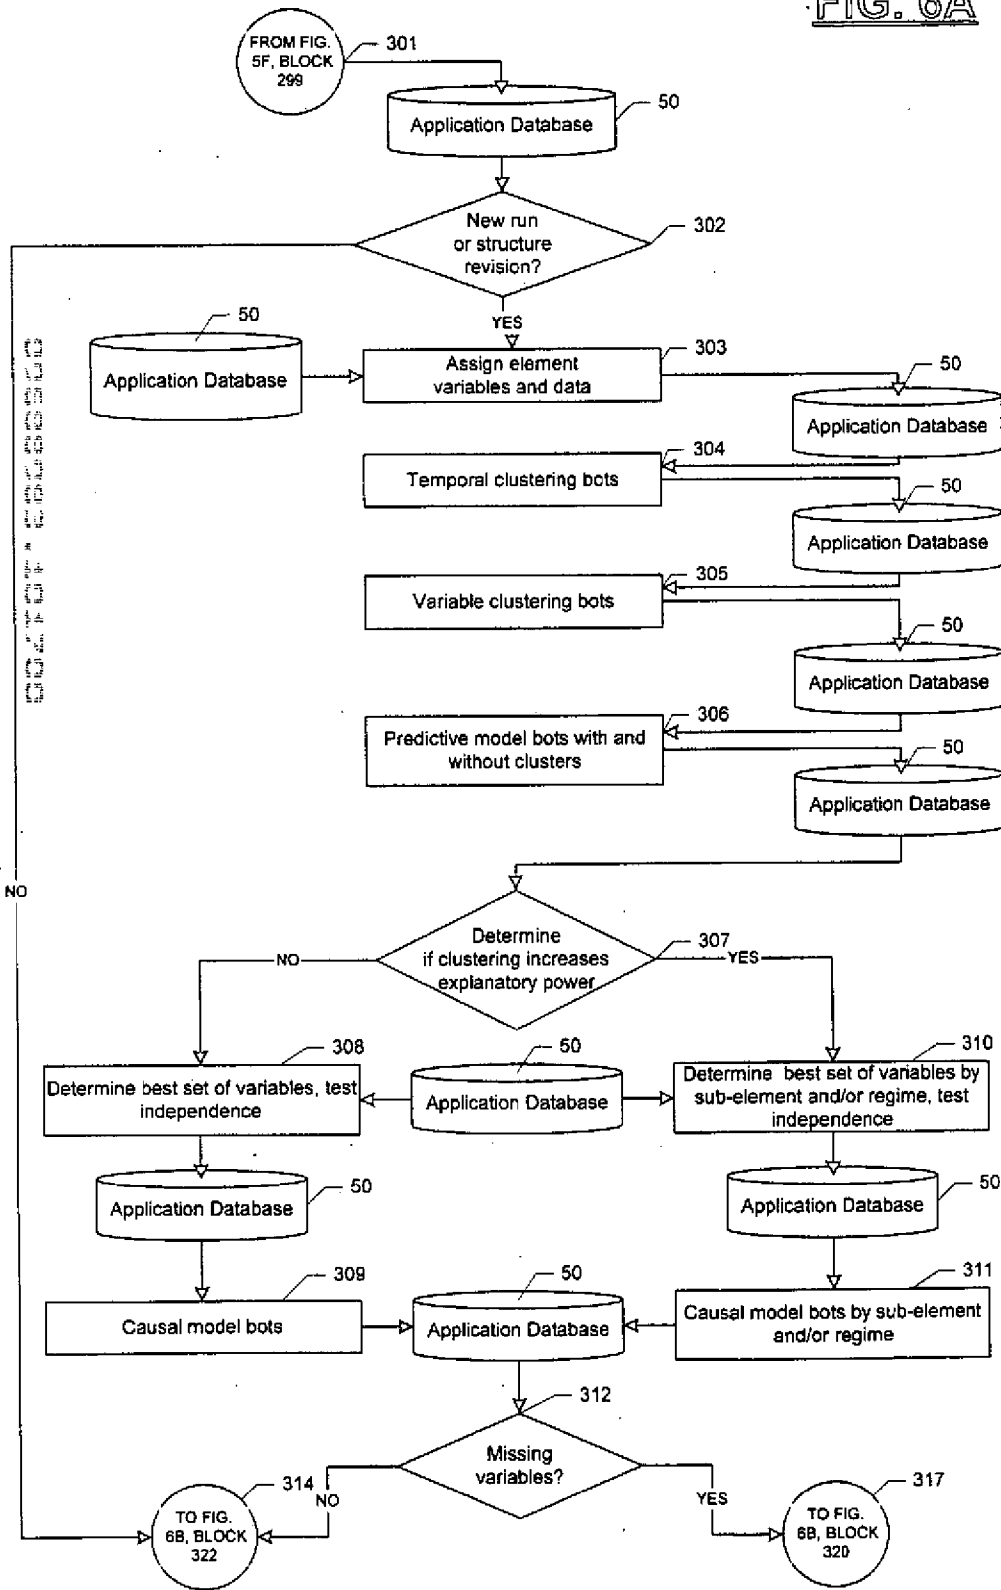 FIG. 6A
FROM FIG.
5F, BLOCK
299
301
50
Application Database
New run
or structure
revision?
302
YES
50
Application Database
Assign element
variables and data
303
50
Application Database
304
Temporal clustering bots
50
Application Database
305
Variable clustering bots
50
Application Database
306
Predictive model bots with and
without clusters
50
Application Database
NO
Determine
if clustering increases
explanatory power
307
NO
YES
308
Determine best set of variables, test
independence
50
Application Database
310
Determine best set of variables by
sub-element and/or regime, test
independence
50
Application Database
50
Application Database
309
Causal model bots
50
Application Database
311
Causal model bots by sub-element
and/or regime
312
Missing
variables?
NO
YES
314
TO FIG.
6B, BLOCK
322
317
TO FIG.
6B, BLOCK
320